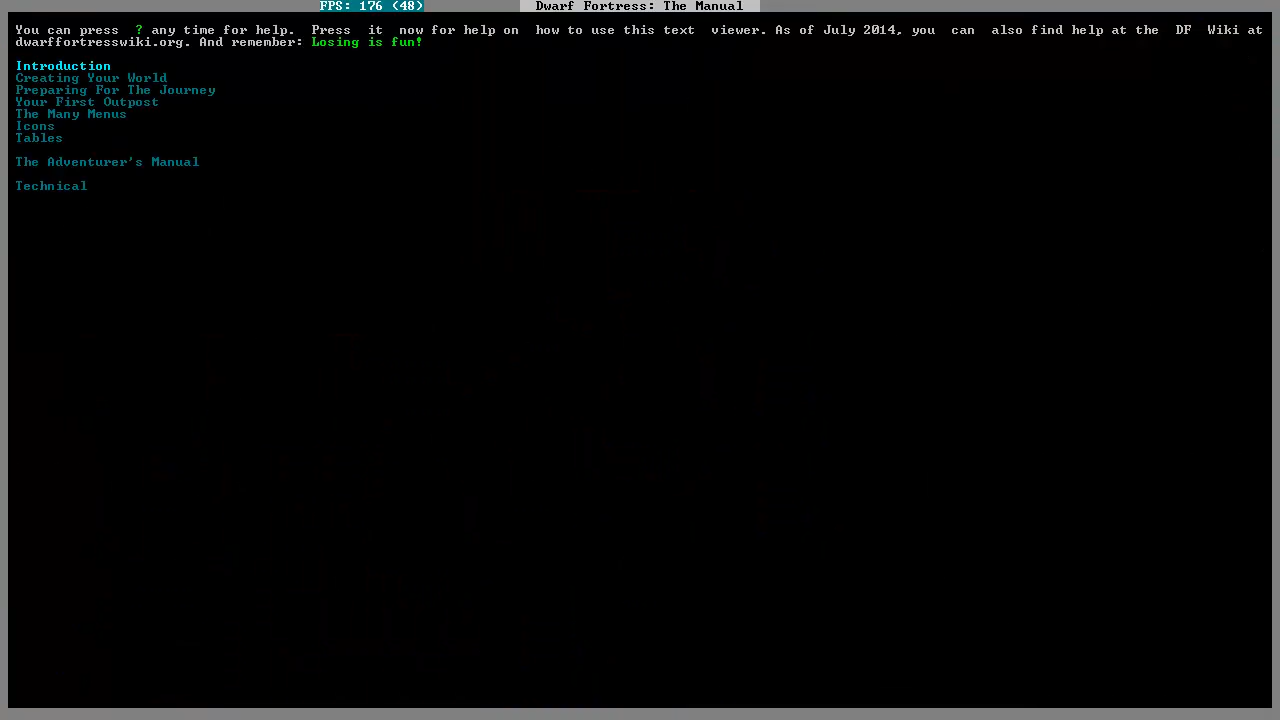 FPS: 176 (48) Dwarf Fortress: The Manual
You can press ? any time for help. Press it now for help on how to use this text viewer. As of July 2014, you can also find help at the DF Wiki at
dwarffortresswiki.org. And remember: Losing is fun!
Introduction
Creating Your World
Preparing For The Journey
Your First Outpost
The Many Menus
Icons
Tables
The Adventurer's Manual
Technical